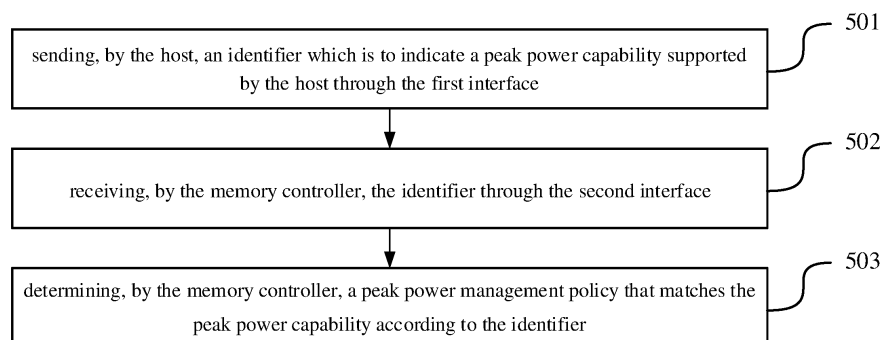 501
sending, by the host, an identifier which is to indicate a peak power capability supported
by the host through the first interface
502
receiving, by the memory controller, the identifier through the second interface
503
determining, by the memory controller, a peak power management policy that matches the
peak power capability according to the identifier